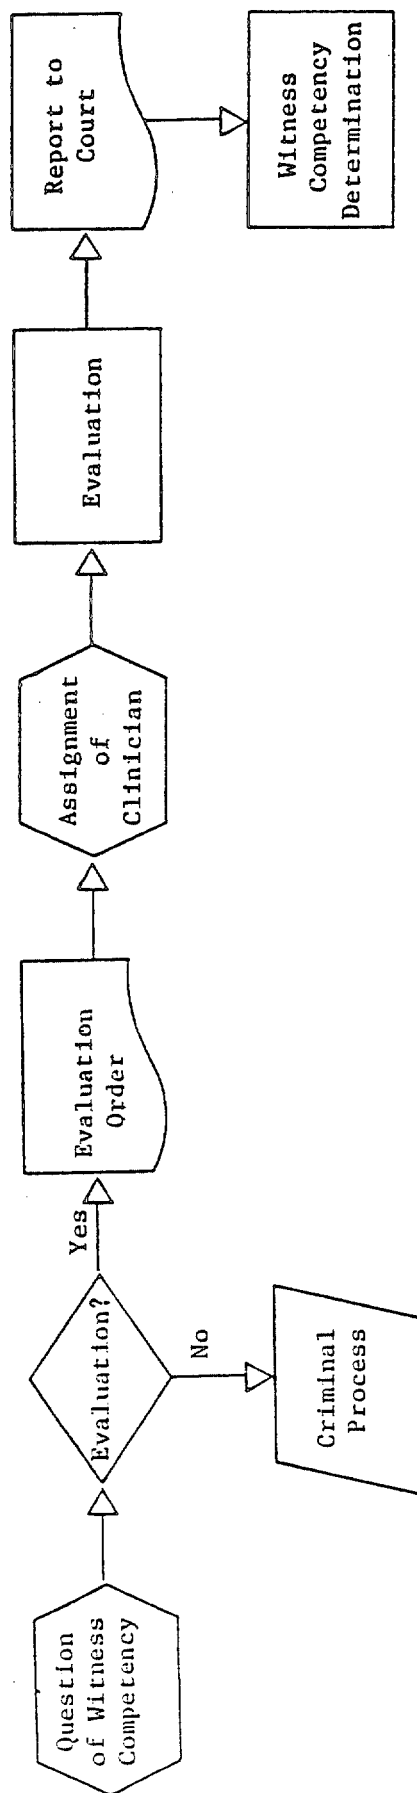 Question
of Witness
Competency
Evaluation?
Yes
No
Criminal
Process
Evaluation
Order
Assignment
of
Clinician
Evaluation
Report to
Court
Witness
Competency
Determination